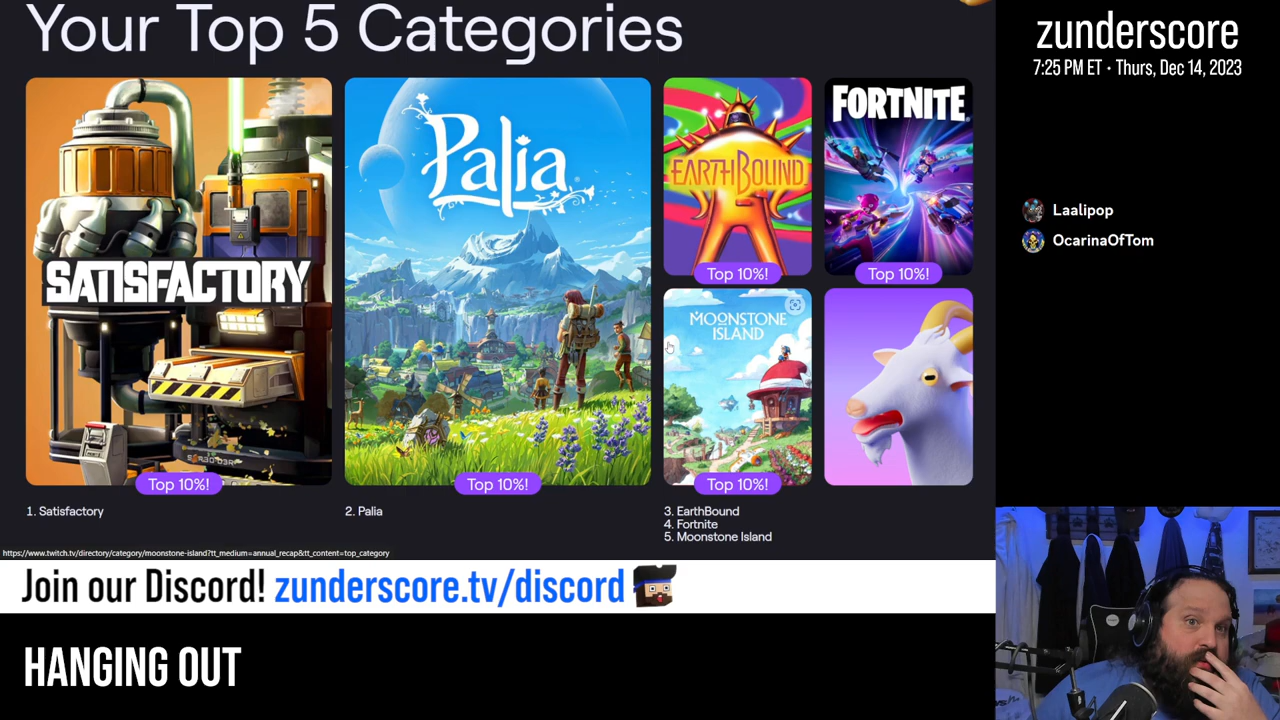 Your Top 5 Categories
zunderscore
7:25 PM ET • Thurs, Dec 14, 2023
SATISFACTORY
Palia
EARTHBOUND
FORTNITE
Laalipop
OcarinaOfTom
Top 10%!
Top 10%!
MOONSTONE
ISLAND
Top 10%!
Top 10%!
Top 10%!
1. Satisfactory
2. Palia
3. EarthBound
4. Fortnite
5. Moonstone Island
https://www.twitch.tv/directory/category/moonstone-island?tt_medium=annual_recap&tt_content=top_category
Join our Discord! zunderscore.tv/discord
HANGING OUT